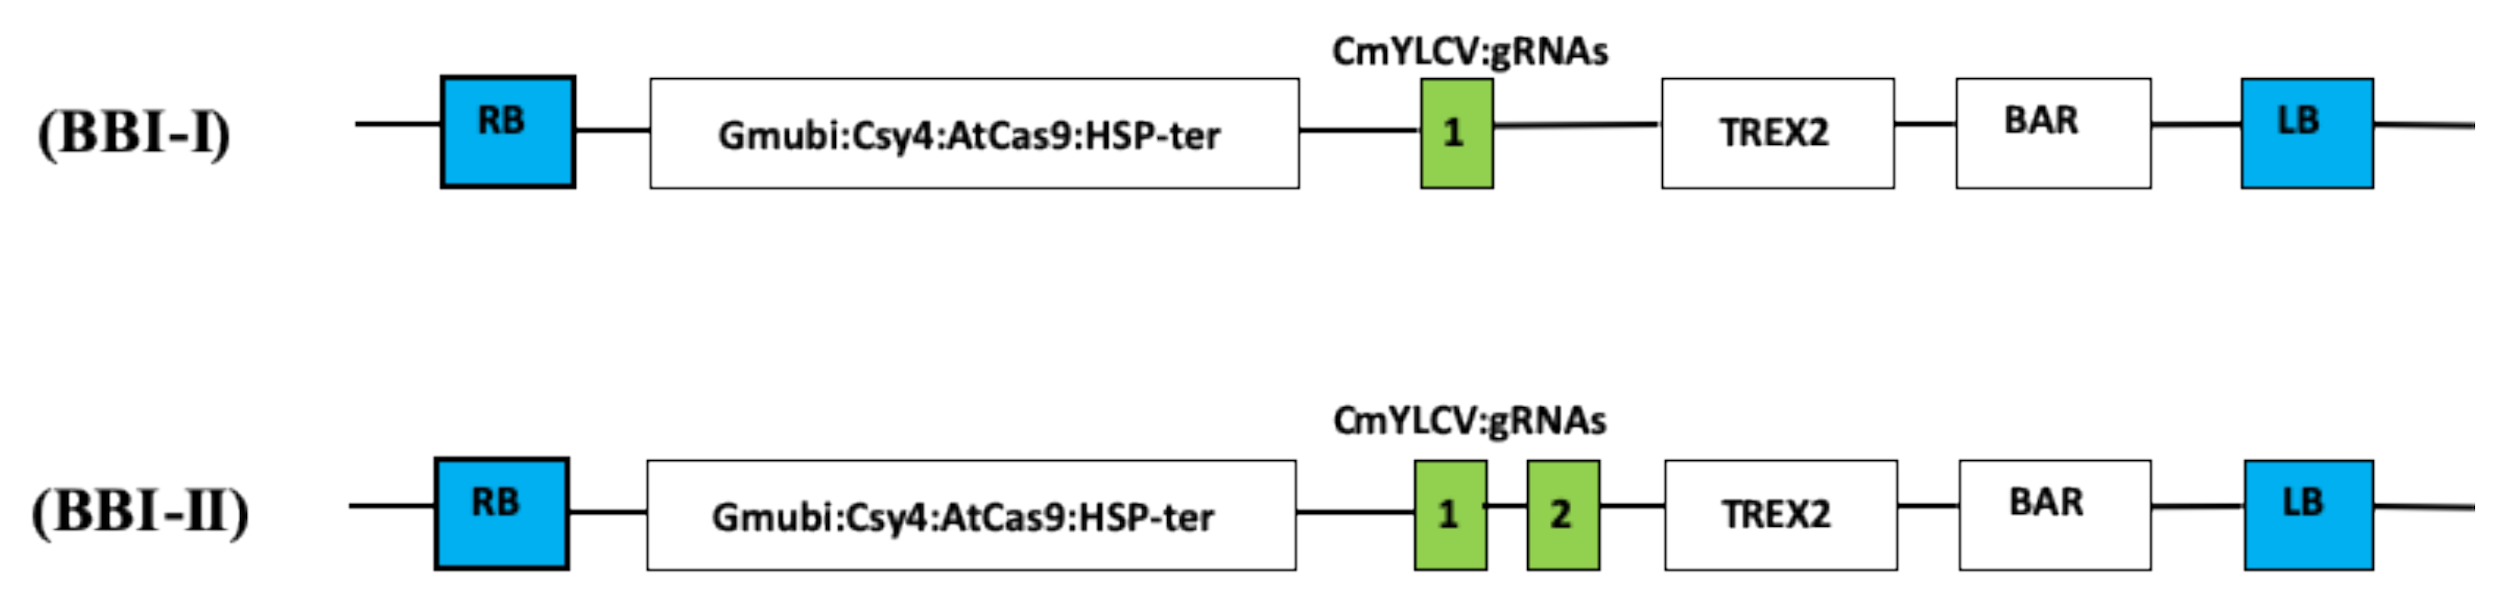 CmYLCV:gRNAs
(BBI-I) RB Gmubi:Csy4:AtCas9:HSP-ter 1 TREX2 BAR LB
CmYLCV:gRNAs
(BBI-II) RB Gmubi:Csy4:AtCas9:HSP-ter 1 2 TREX2 BAR LB